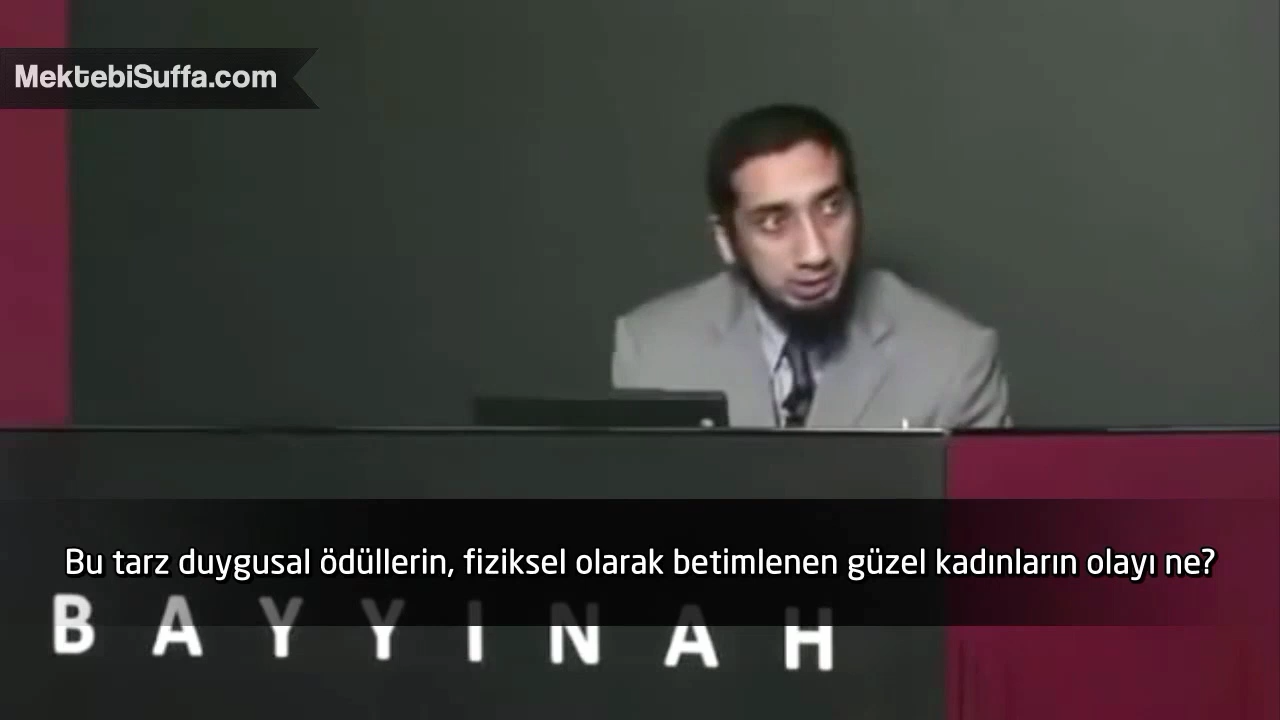 MektebiSuffa.com
Bu tarz duygusal ödüllerin, fiziksel olarak betimlenen güzel kadınların olayı ne?
BAYYINAH